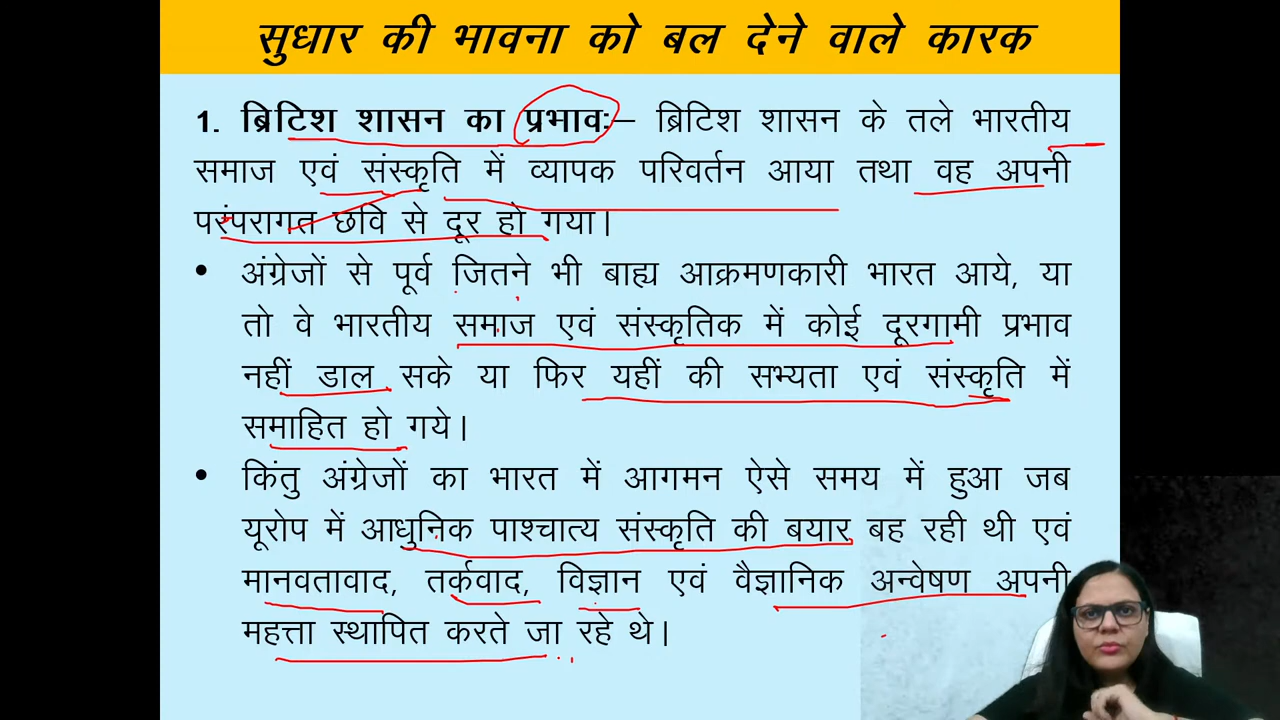 सुधार की भावना को बल देने वाले कारक
1. ब्रिटिश शासन का प्रभावः– ब्रिटिश शासन के तले भारतीय
समाज एवं संस्कृति में व्यापक परिवर्तन आया तथा वह अपनी
परंपरागत छवि से दूर हो गया।
• अंग्रेजों से पूर्व जितने भी बाह्य आक्रमणकारी भारत आये, या
तो वे भारतीय समाज एवं संस्कृतिक में कोई दूरगामी प्रभाव
नहीं डाल सके या फिर यहीं की सभ्यता एवं संस्कृति में
समाहित हो गये।
• किंतु अंग्रेजों का भारत में आगमन ऐसे समय में हुआ जब
यूरोप में आधुनिक पाश्चात्य संस्कृति की बयार बह रही थी एवं
मानवतावाद, तर्कवाद, विज्ञान एवं वैज्ञानिक अन्वेषण अपनी
महत्ता स्थापित करते जा रहे थे।